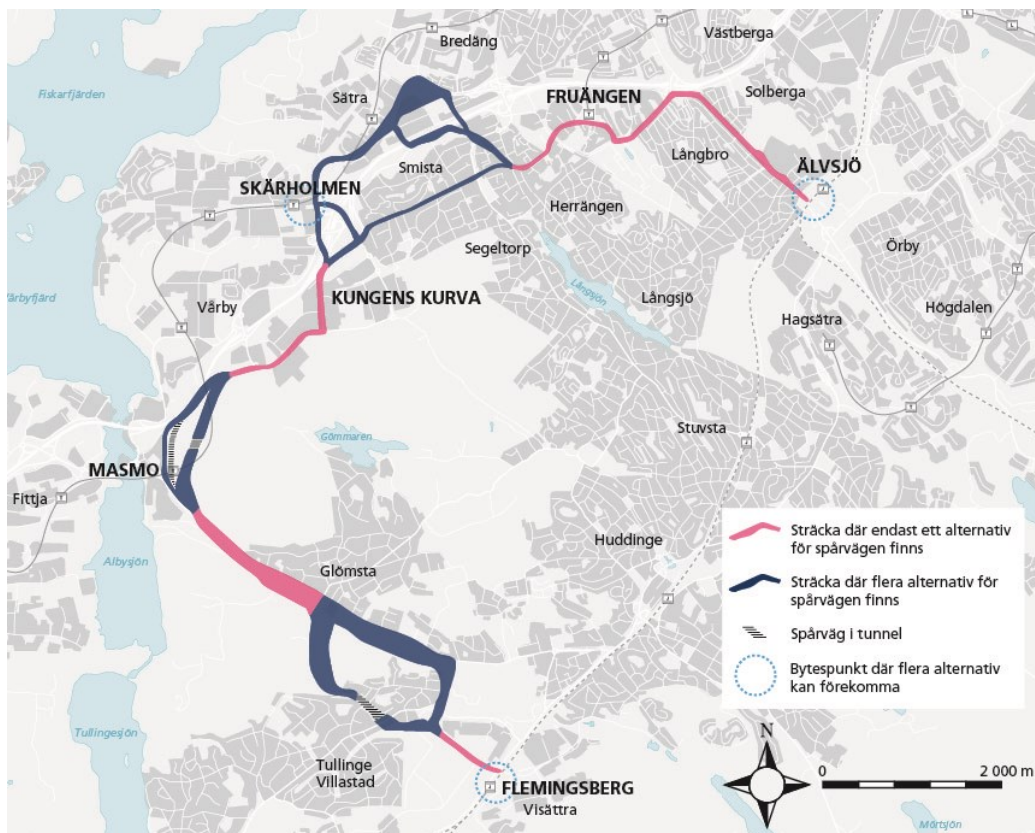 Bredäng
Västberga
Fiskarfjärden
Sätra
FRUÄNGEN
Solberga
Smista
Långbro
ÄLVSJÖ
SKÄRHOLMEN
Herrängen
Örby
Segeltorp
Långsjön
Långsjö
Vårbyfjärd
Vårby
KUNGENS KURVA
Hagsätra
Högdalen
Gömmaren
Stuvsta
MASMO
Fittja
Huddinge
Albysjön
Glömsta
Sträcka där endast ett alternativ
för spårvägen finns
Sträcka där flera alternativ för
spårvägen finns
Spårväg i tunnel
Bytespunkt där flera alternativ
kan förekomma
Tullingesjön
N
Tullinge
Villastad
0
2 000 m
FLEMINGSBERG
Visättra
Mörtsjön